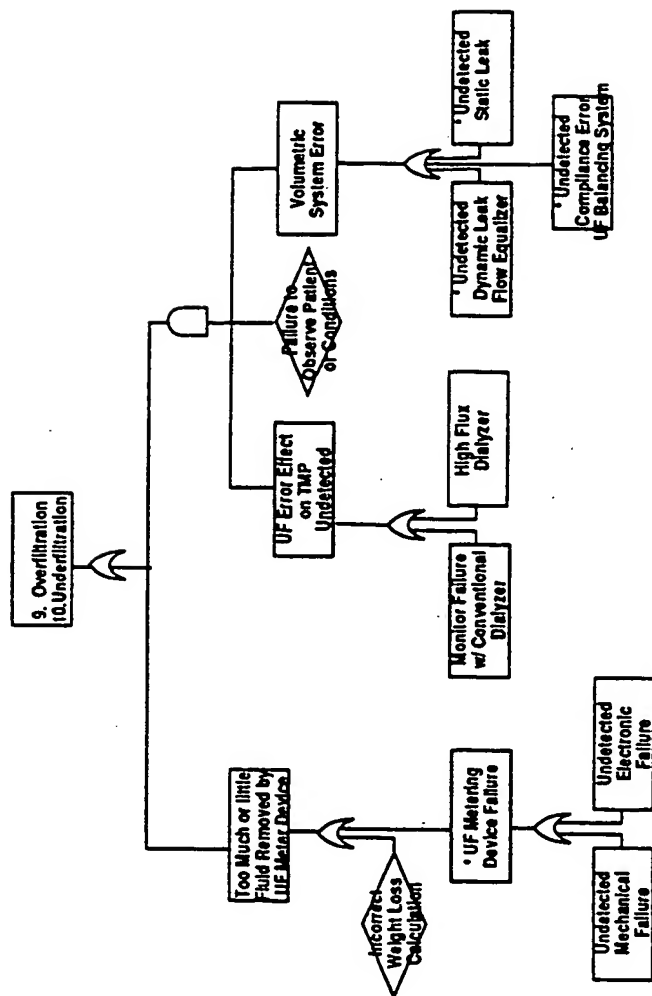 9. Overfiltration
10.Underfiltration
Too Much or little
Fluid Removed by
UF Meter Device
Incorrect
Weight Loss
Calculation
* UF Metering
Device Failure
Undetected
Mechanical
Failure
Undetected
Electronic
Failure
UF Error Effect
on TMP
Undetected
Monitor Failure
w/ Conventional
Dialyzer
High Flux
Dialyzer
Failure to
Observe Patient
or Conditions
Volumetric
System Error
* Undetected
Dynamic Leak
Flow Equalizer
* Undetected
Static Leak
* Undetected
Compliance Error
UF Balancing System